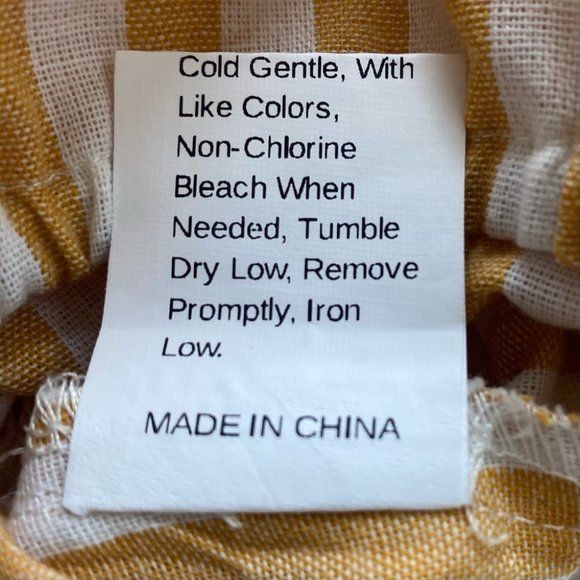 Cold Gentle, With
Like Colors,
Non-Chlorine
Bleach When
Needed, Tumble
Dry Low, Remove
Promptly, Iron
Low.
MADE IN CHINA